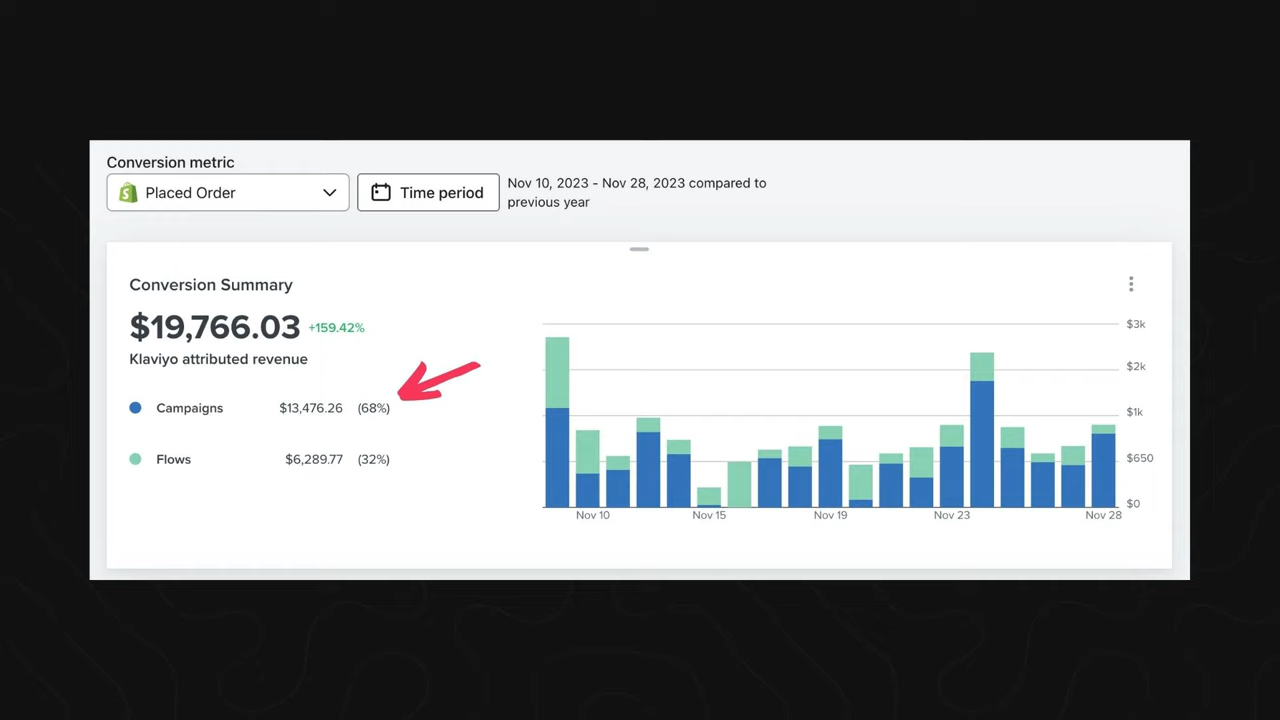 Conversion metric
Placed Order
Time period
Nov 10, 2023 - Nov 28, 2023 compared to
previous year
Conversion Summary
$19,766.03 +159.42%
Klaviyo attributed revenue
Campaigns $13,476.26 (68%)
Flows $6,289.77 (32%)
$3k
$2k
$1k
$650
$0
Nov 10 Nov 15 Nov 19 Nov 23 Nov 28